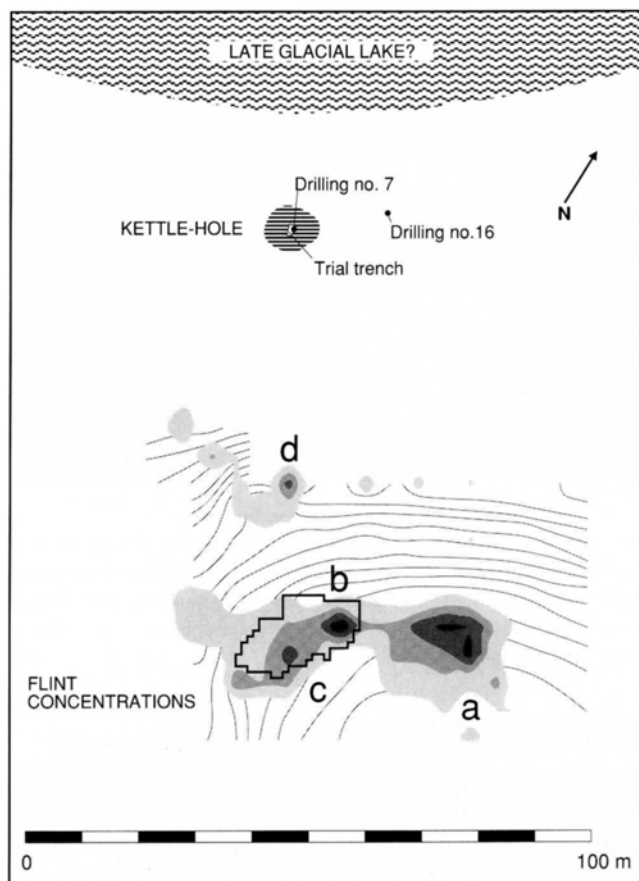 LATE GLACIAL LAKE?
Drilling no. 7
N
KETTLE-HOLE
Drilling no.16
Trial trench
d
b
FLINT
CONCENTRATIONS
c
a
0
100 m